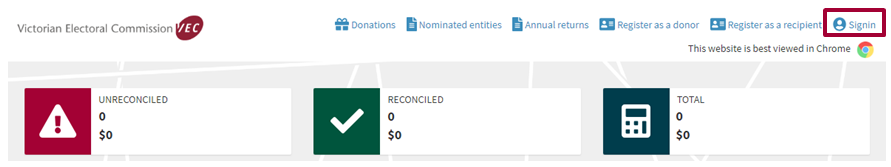 Victorian Electoral Commission VEC
Donations Nominated entities Annual returns Register as a donor Register as a recipient Signin
This website is best viewed in Chrome
UNRECONCILED
0
$0
RECONCILED
0
$0
TOTAL
0
$0